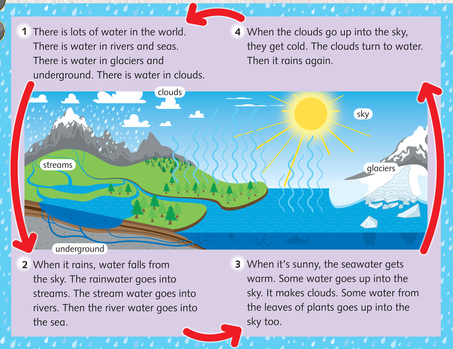 1 There is lots of water in the world.
There is water in rivers and seas.
There is water in glaciers and
underground. There is water in clouds.
4 When the clouds go up into the sky,
they get cold. The clouds turn to water.
Then it rains again.
clouds
sky
streams
glaciers
underground
2 When it rains, water falls from
the sky. The rainwater goes into
streams. The stream water goes into
rivers. Then the river water goes into
the sea.
3 When it's sunny, the seawater gets
warm. Some water goes up into the
sky. It makes clouds. Some water from
the leaves of plants goes up into the
sky too.